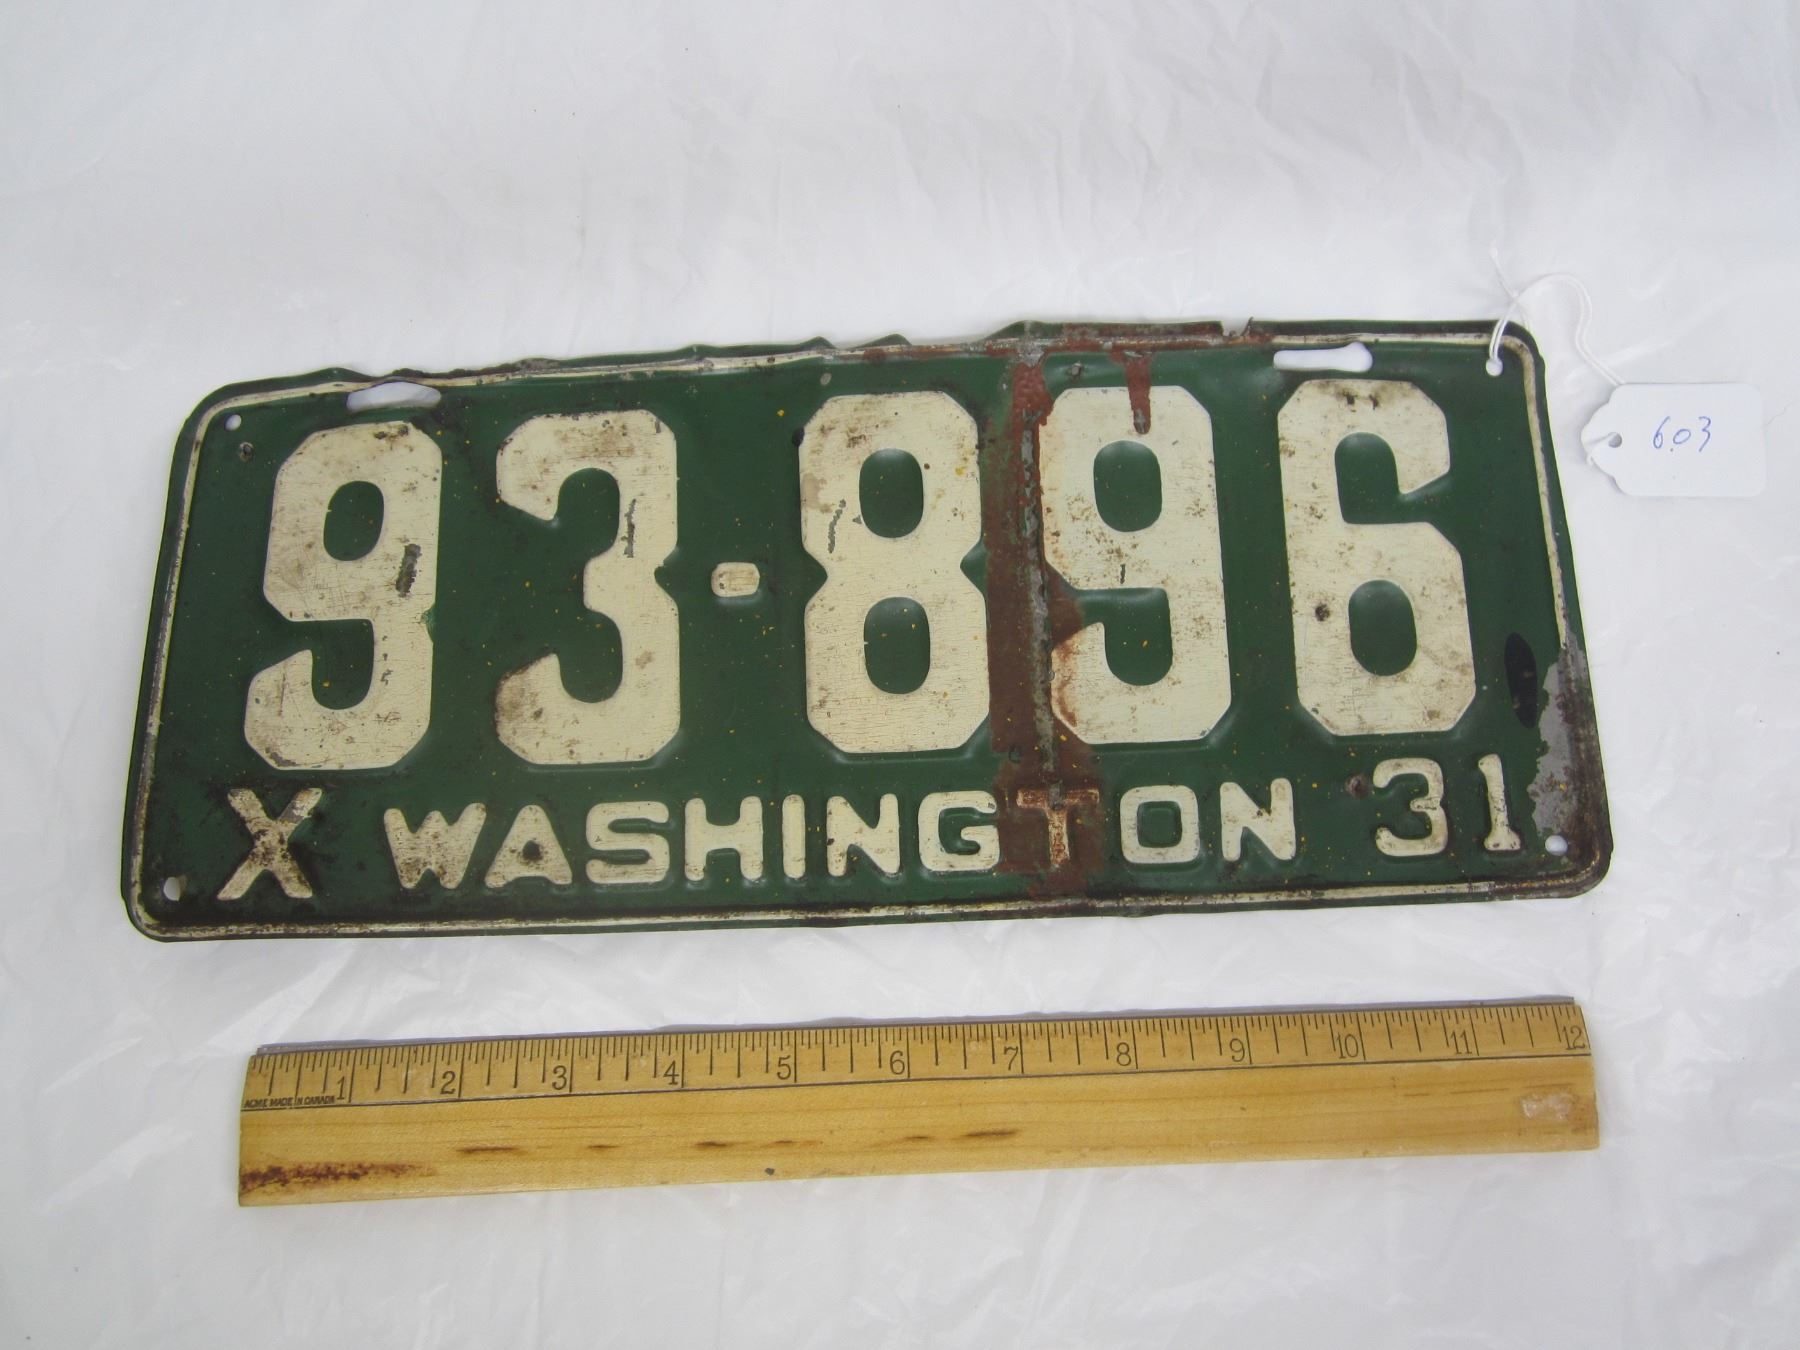 93-896
X WASHINGTON 31
603
1 2 3 4 5 6 7 8 9 10 11 12
ACME MADE IN CANADA